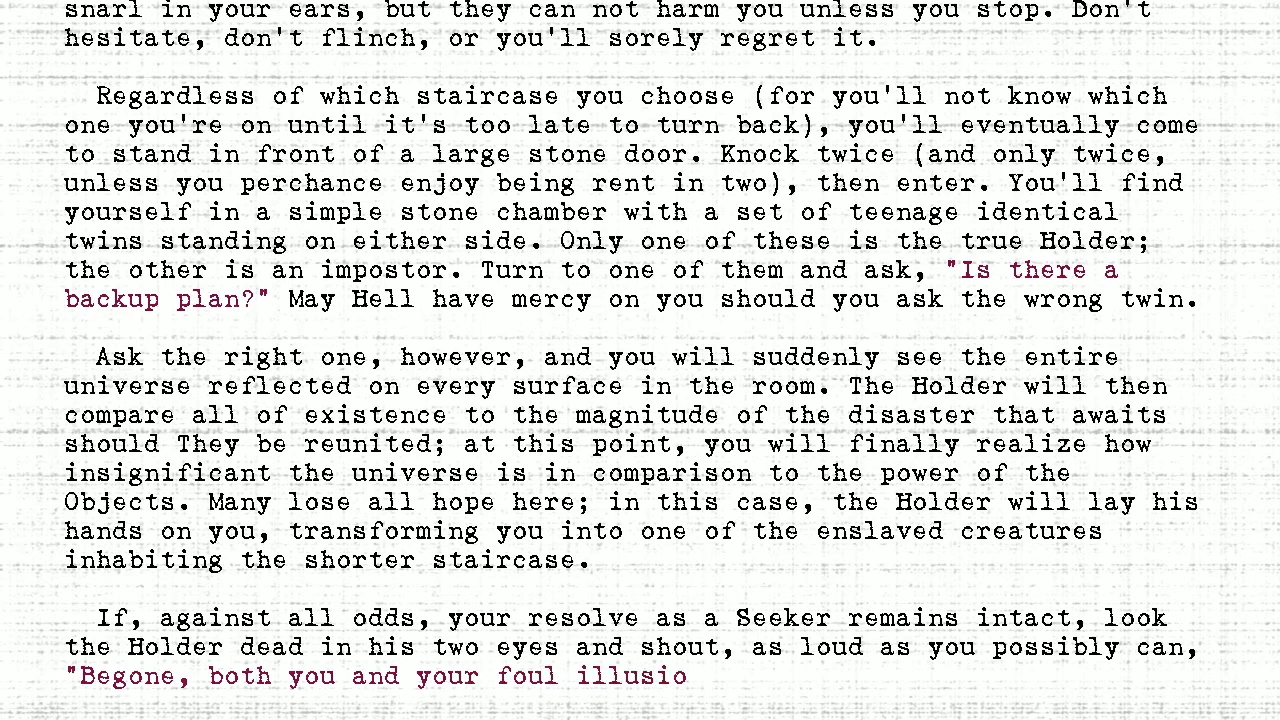 snarl in your ears, but they can not harm you unless you stop. Don't
hesitate, don't flinch, or you'll sorely regret it.
Regardless of which staircase you choose (for you'll not know which
one you're on until it's too late to turn back), you'll eventually come
to stand in front of a large stone door. Knock twice (and only twice,
unless you perchance enjoy being rent in two), then enter. You'll find
yourself in a simple stone chamber with a set of teenage identical
twins standing on either side. Only one of these is the true Holder;
the other is an impostor. Turn to one of them and ask, "Is there a
backup plan?" May Hell have mercy on you should you ask the wrong twin.
Ask the right one, however, and you will suddenly see the entire
universe reflected on every surface in the room. The Holder will then
compare all of existence to the magnitude of the disaster that awaits
should They be reunited; at this point, you will finally realize how
insignificant the universe is in comparison to the power of the
Objects. Many lose all hope here; in this case, the Holder will lay his
hands on you, transforming you into one of the enslaved creatures
inhabiting the shorter staircase.
If, against all odds, your resolve as a Seeker remains intact, look
the Holder dead in his two eyes and shout, as loud as you possibly can,
"Begone, both you and your foul illusio